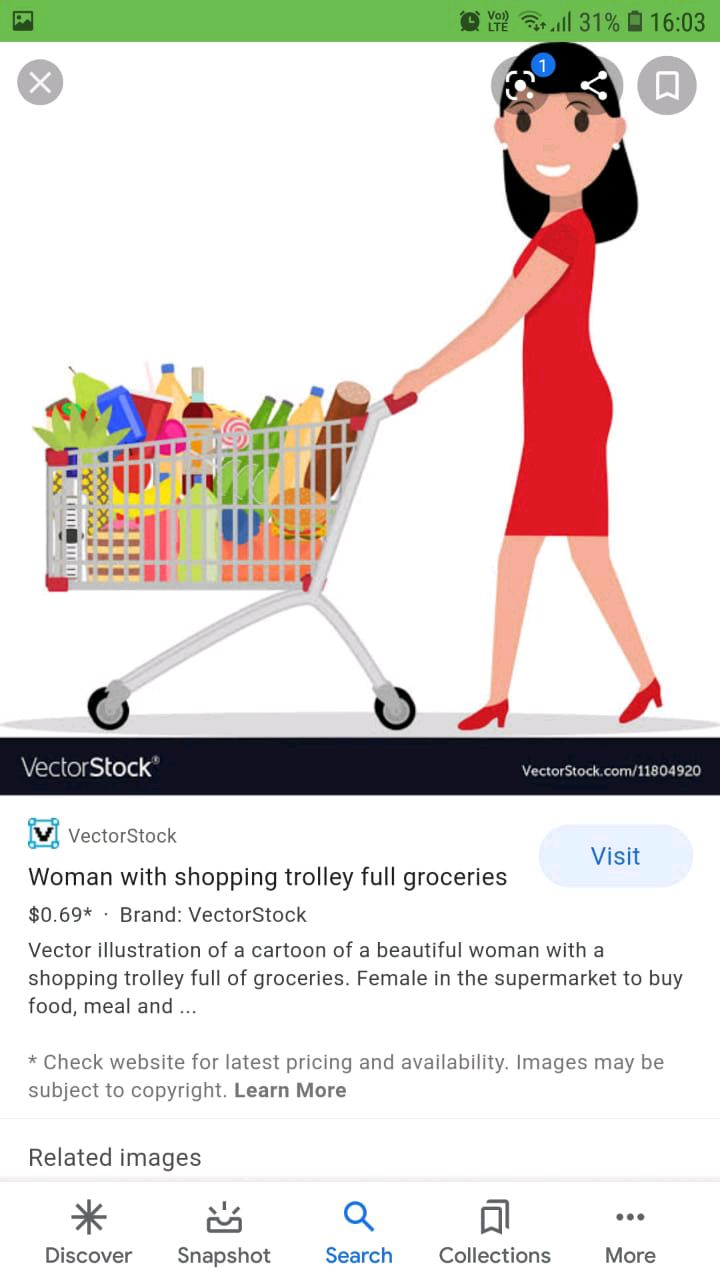 Vo)) LTE 31% 16:03
1
VectorStock®
VectorStock.com/11804920
VectorStock
Visit
Woman with shopping trolley full groceries
$0.69* · Brand: VectorStock
Vector illustration of a cartoon of a beautiful woman with a
shopping trolley full of groceries. Female in the supermarket to buy
food, meal and ...
* Check website for latest pricing and availability. Images may be
subject to copyright. Learn More
Related images
Discover Snapshot Search Collections More